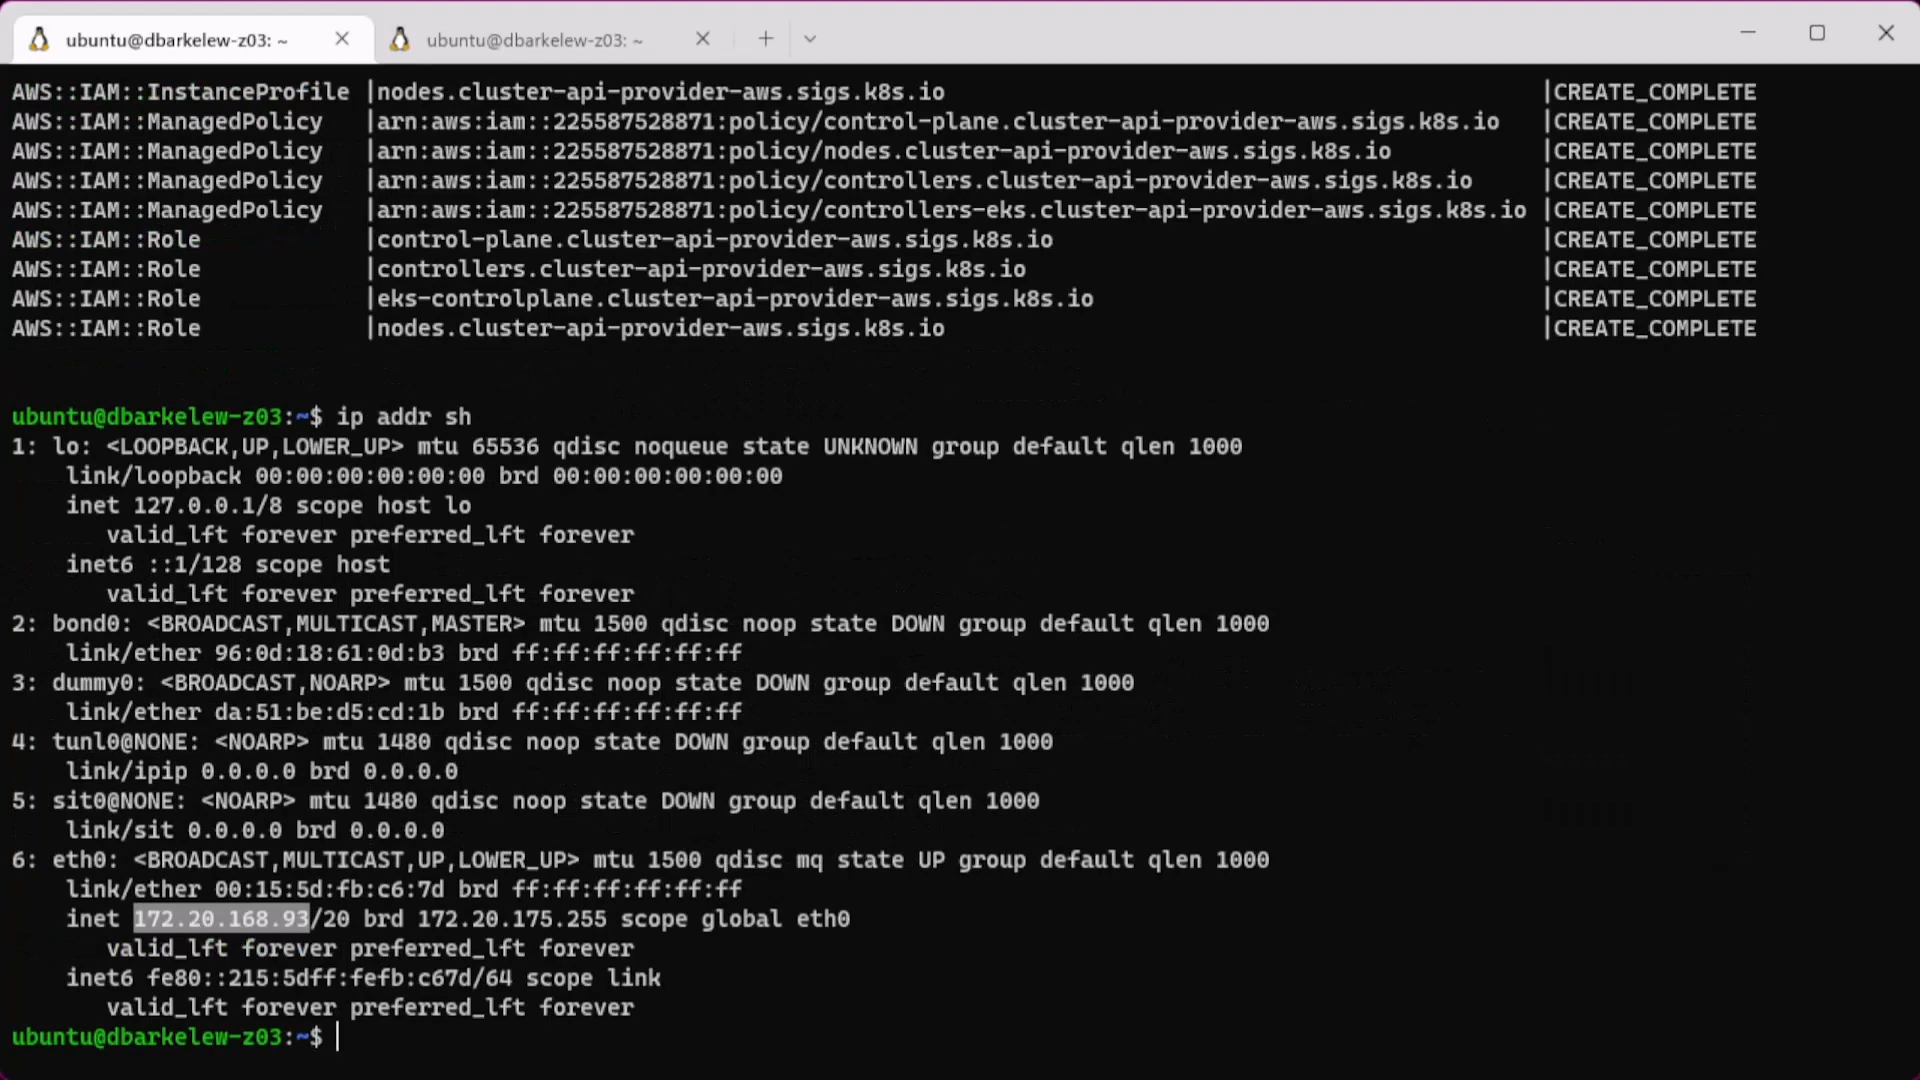 ubuntu@dbarkelew-z03: ~
ubuntu@dbarkelew-z03: ~
AWS::IAM::InstanceProfile |nodes.cluster-api-provider-aws.sigs.k8s.io |CREATE_COMPLETE
AWS::IAM::ManagedPolicy |arn:aws:iam::225587528871:policy/control-plane.cluster-api-provider-aws.sigs.k8s.io |CREATE_COMPLETE
AWS::IAM::ManagedPolicy |arn:aws:iam::225587528871:policy/nodes.cluster-api-provider-aws.sigs.k8s.io |CREATE_COMPLETE
AWS::IAM::ManagedPolicy |arn:aws:iam::225587528871:policy/controllers.cluster-api-provider-aws.sigs.k8s.io |CREATE_COMPLETE
AWS::IAM::ManagedPolicy |arn:aws:iam::225587528871:policy/controllers-eks.cluster-api-provider-aws.sigs.k8s.io |CREATE_COMPLETE
AWS::IAM::Role |control-plane.cluster-api-provider-aws.sigs.k8s.io |CREATE_COMPLETE
AWS::IAM::Role |controllers.cluster-api-provider-aws.sigs.k8s.io |CREATE_COMPLETE
AWS::IAM::Role |eks-controlplane.cluster-api-provider-aws.sigs.k8s.io |CREATE_COMPLETE
AWS::IAM::Role |nodes.cluster-api-provider-aws.sigs.k8s.io |CREATE_COMPLETE
ubuntu@dbarkelew-z03:~$ ip addr sh
1: lo: <LOOPBACK,UP,LOWER_UP> mtu 65536 qdisc noqueue state UNKNOWN group default qlen 1000
link/loopback 00:00:00:00:00:00 brd 00:00:00:00:00:00
inet 127.0.0.1/8 scope host lo
valid_lft forever preferred_lft forever
inet6 ::1/128 scope host
valid_lft forever preferred_lft forever
2: bond0: <BROADCAST,MULTICAST,MASTER> mtu 1500 qdisc noop state DOWN group default qlen 1000
link/ether 96:0d:18:61:0d:b3 brd ff:ff:ff:ff:ff:ff
3: dummy0: <BROADCAST,NOARP> mtu 1500 qdisc noop state DOWN group default qlen 1000
link/ether da:51:be:d5:cd:1b brd ff:ff:ff:ff:ff:ff
4: tunl0@NONE: <NOARP> mtu 1480 qdisc noop state DOWN group default qlen 1000
link/ipip 0.0.0.0 brd 0.0.0.0
5: sit0@NONE: <NOARP> mtu 1480 qdisc noop state DOWN group default qlen 1000
link/sit 0.0.0.0 brd 0.0.0.0
6: eth0: <BROADCAST,MULTICAST,UP,LOWER_UP> mtu 1500 qdisc mq state UP group default qlen 1000
link/ether 00:15:5d:fb:c6:7d brd ff:ff:ff:ff:ff:ff
inet 172.20.168.93/20 brd 172.20.175.255 scope global eth0
valid_lft forever preferred_lft forever
inet6 fe80::215:5dff:fefb:c67d/64 scope link
valid_lft forever preferred_lft forever
ubuntu@dbarkelew-z03:~$